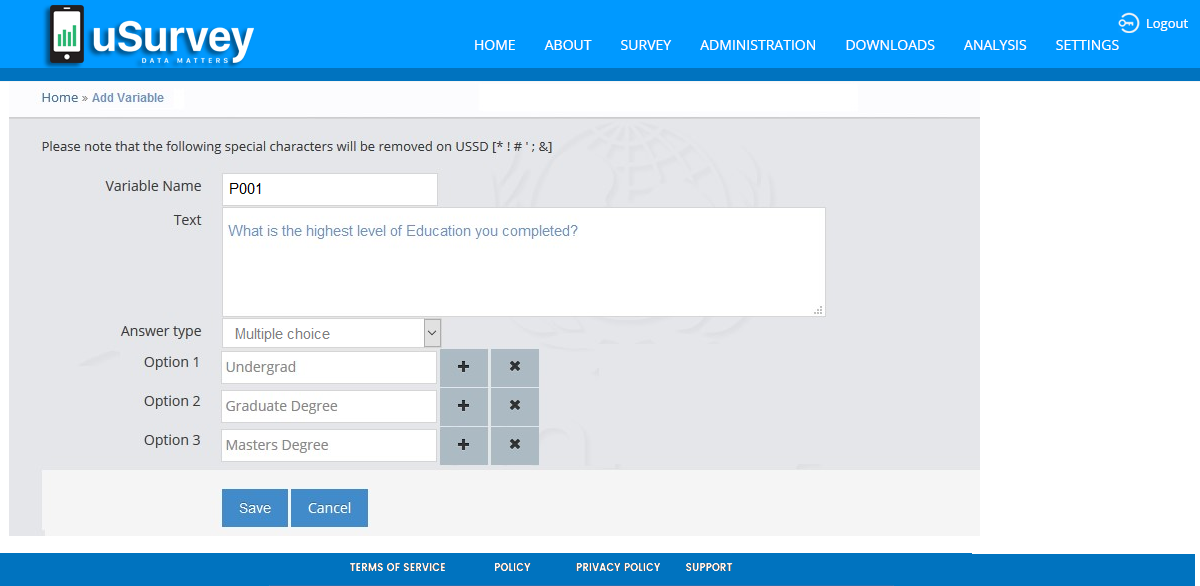 uSurvey
DATA MATTERS
Logout
HOME ABOUT SURVEY ADMINISTRATION DOWNLOADS ANALYSIS SETTINGS
Home » Add Variable
Please note that the following special characters will be removed on USSD [* ! # ' ; &]
Variable Name P001
Text What is the highest level of Education you completed?
Answer type Multiple choice
Option 1 Undergrad
Option 2 Graduate Degree
Option 3 Masters Degree
Save Cancel
TERMS OF SERVICE POLICY PRIVACY POLICY SUPPORT